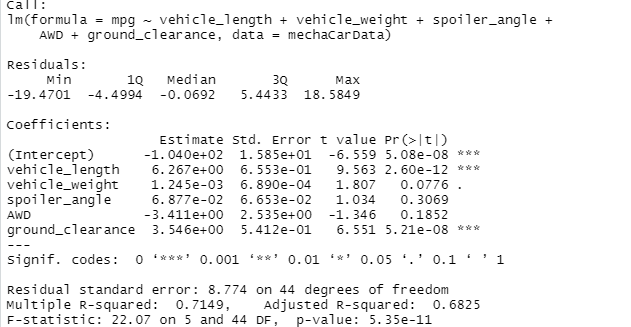 Call:
lm(formula = mpg ~ vehicle_length + vehicle_weight + spoiler_angle +
    AWD + ground_clearance, data = mechaCarData)

Residuals:
     Min       1Q   Median       3Q      Max
-19.4701  -4.4994  -0.0692   5.4433  18.5849

Coefficients:
                   Estimate Std. Error t value Pr(>|t|)
(Intercept)      -1.040e+02  1.585e+01  -6.559 5.08e-08 ***
vehicle_length    6.267e+00  6.553e-01   9.563 2.60e-12 ***
vehicle_weight    1.245e-03  6.890e-04   1.807   0.0776 .
spoiler_angle     6.877e-02  6.653e-02   1.034   0.3069
AWD              -3.411e+00  2.535e+00  -1.346   0.1852
ground_clearance  3.546e+00  5.412e-01   6.551 5.21e-08 ***
---
Signif. codes:  0 ‘***’ 0.001 ‘**’ 0.01 ‘*’ 0.05 ‘.’ 0.1 ‘ ’ 1

Residual standard error: 8.774 on 44 degrees of freedom
Multiple R-squared:  0.7149,    Adjusted R-squared:  0.6825
F-statistic: 22.07 on 5 and 44 DF,  p-value: 5.35e-11